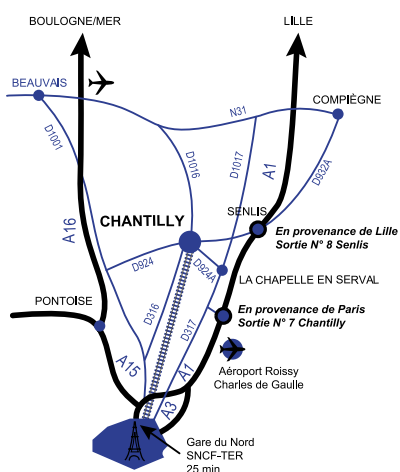 BOULOGNE/MER
LILLE
BEAUVAIS
COMPIÈGNE
N31
D1001
D1016
D1017
A1
D932A
SENLIS
CHANTILLY
A16
En provenance de Lille
Sortie N° 8 Senlis
D924
D924A
LA CHAPELLE EN SERVAL
PONTOISE
En provenance de Paris
Sortie N° 7 Chantilly
D316
D317
A15
A1
Aéroport Roissy
Charles de Gaulle
A3
Gare du Nord
SNCF-TER
25 min